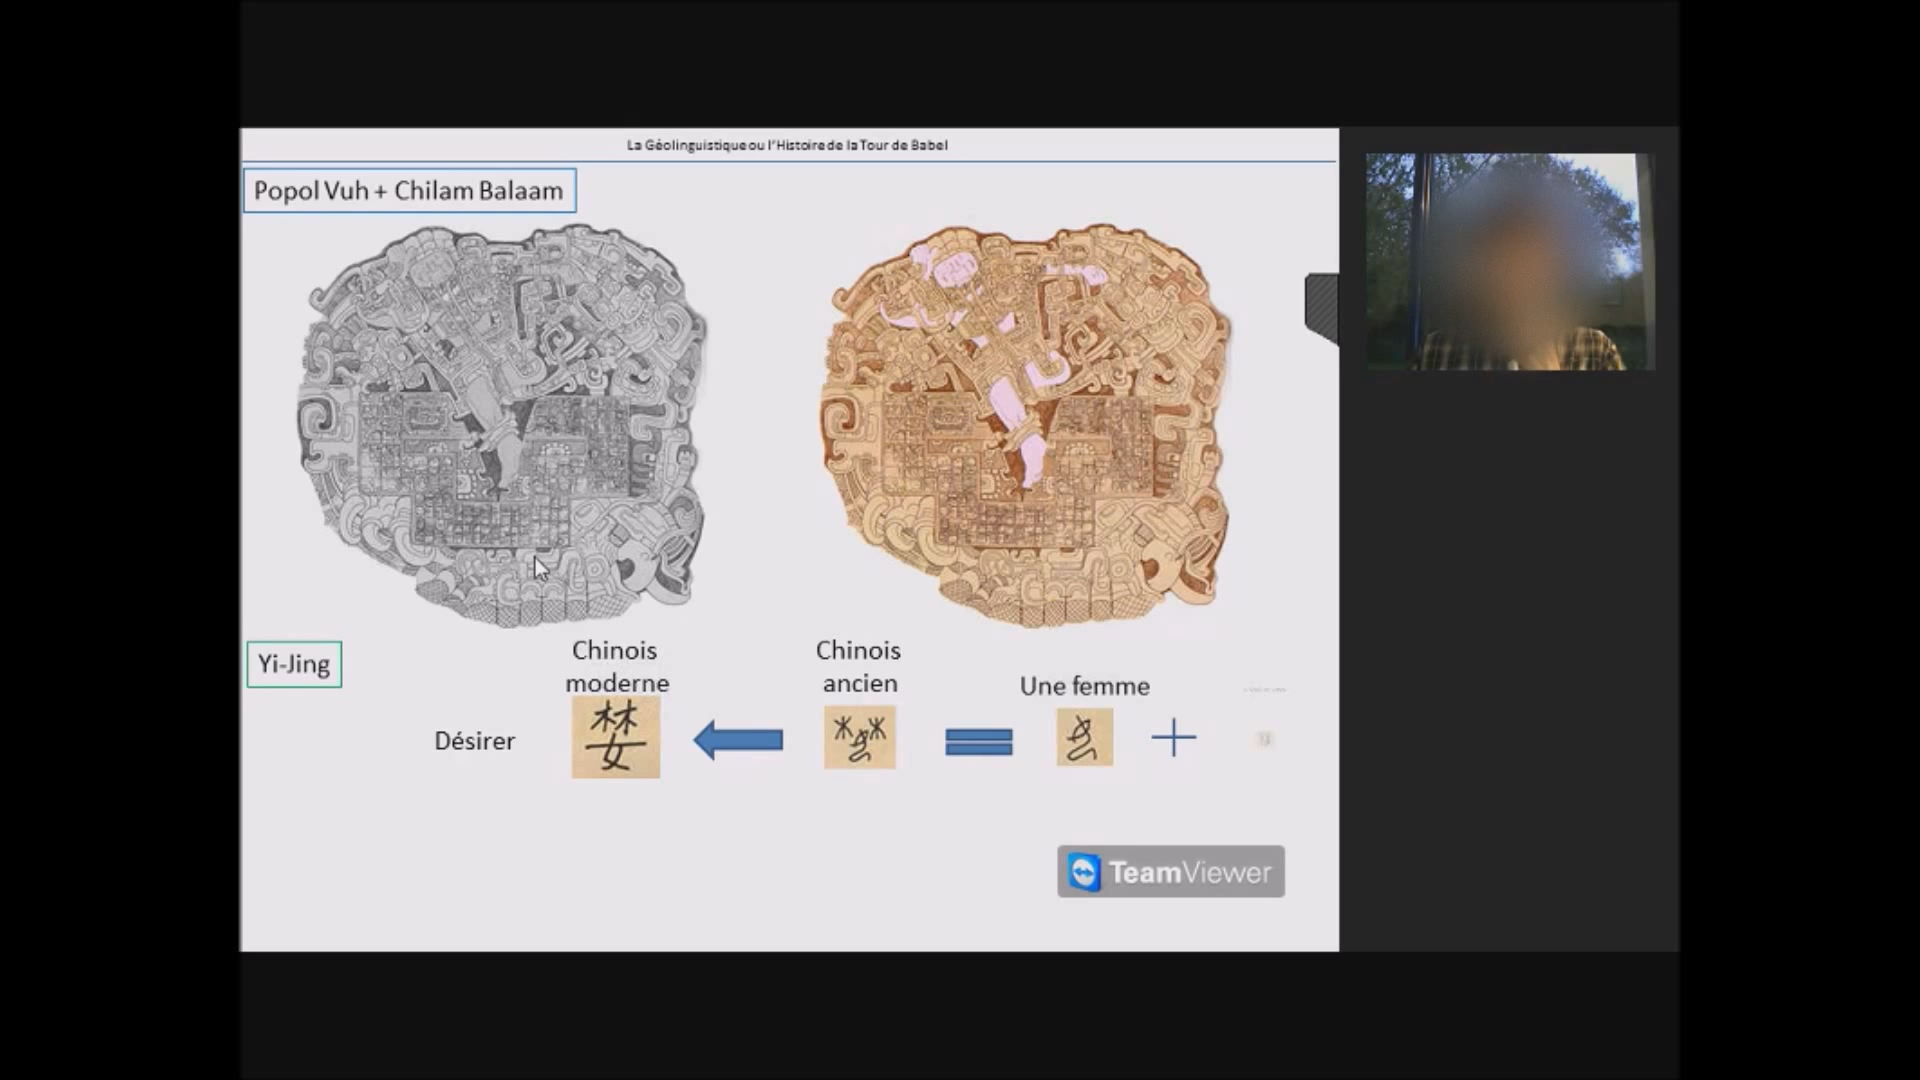 La Géolinguistique ou l'Histoire de la Tour de Babel
Popol Vuh + Chilam Balaam
Yi-Jing
Chinois
moderne
Chinois
ancien
Une femme
Désirer
婪
TeamViewer